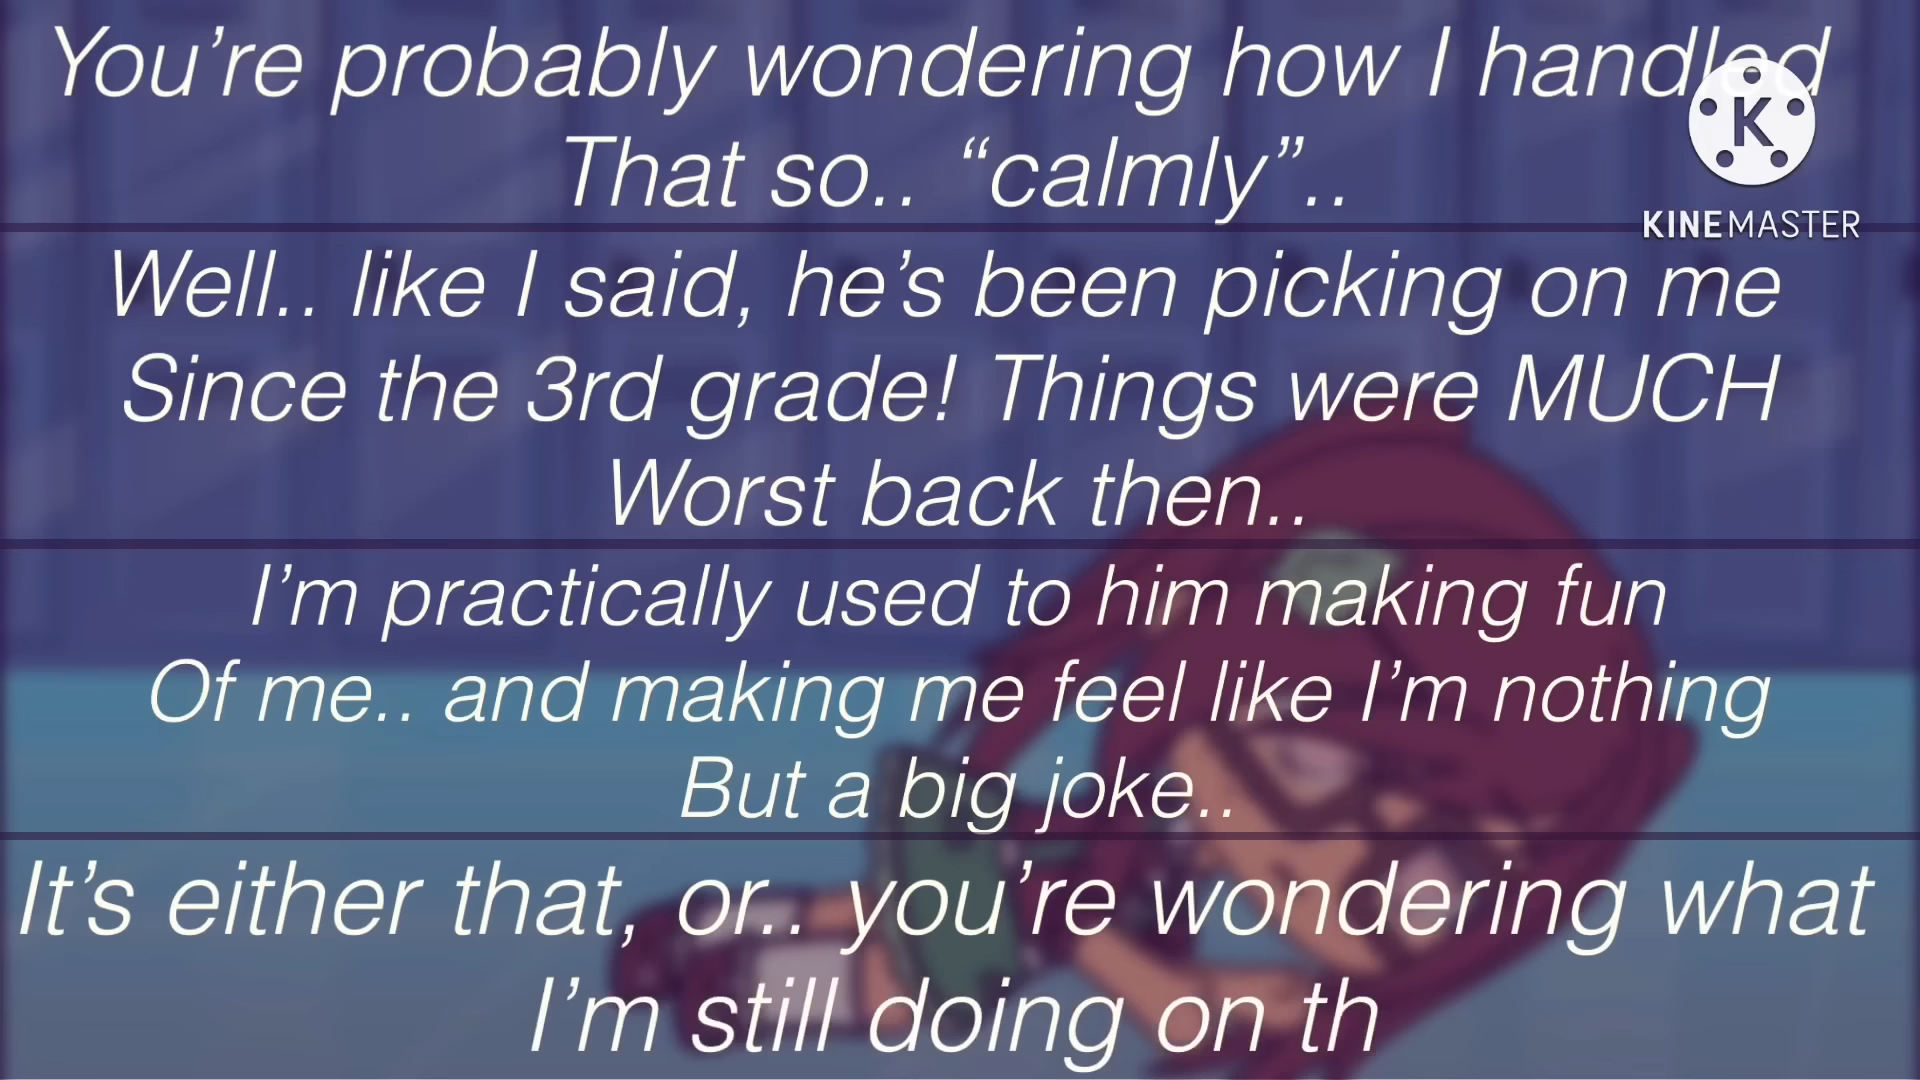 You’re probably wondering how I handled
That so.. “calmly”..
K
KINEMASTER
Well.. like I said, he’s been picking on me
Since the 3rd grade! Things were MUCH
Worst back then..
I’m practically used to him making fun
Of me.. and making me feel like I’m nothing
But a big joke..
It’s either that, or.. you’re wondering what
I’m still doing on th